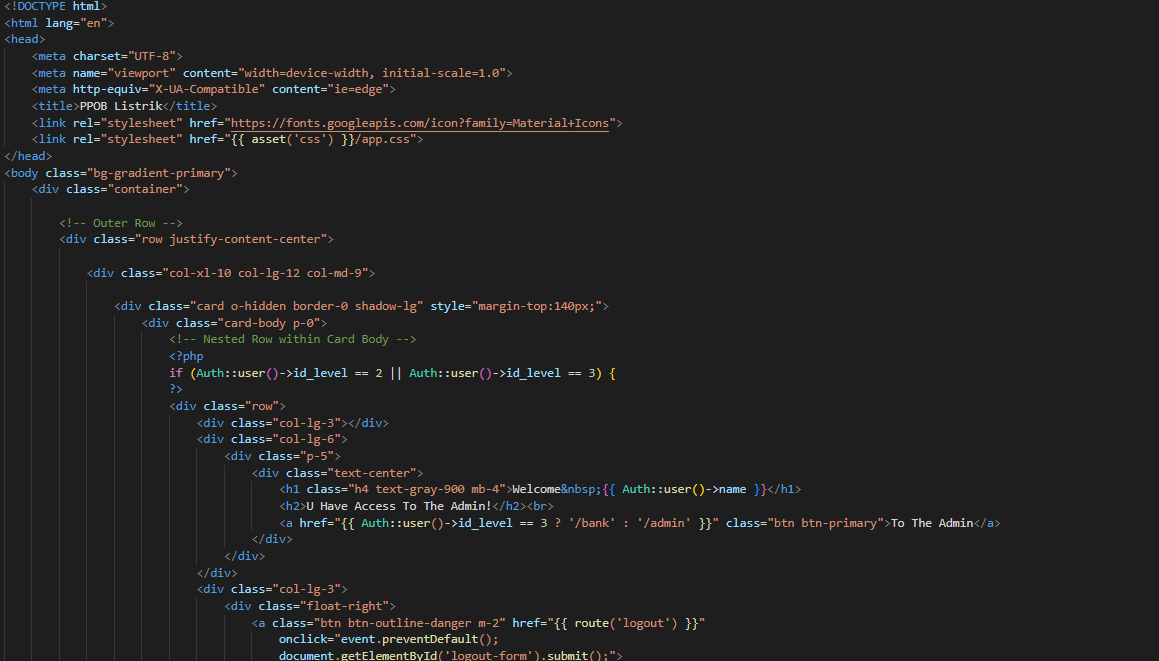 <!DOCTYPE html>
<html lang="en">
<head>
    <meta charset="UTF-8">
    <meta name="viewport" content="width=device-width, initial-scale=1.0">
    <meta http-equiv="X-UA-Compatible" content="ie=edge">
    <title>PPOB Listrik</title>
    <link rel="stylesheet" href="https://fonts.googleapis.com/icon?family=Material+Icons">
    <link rel="stylesheet" href="{{ asset('css') }}/app.css">
</head>
<body class="bg-gradient-primary">
    <div class="container">
        <!-- Outer Row -->
        <div class="row justify-content-center">
            <div class="col-xl-10 col-lg-12 col-md-9">
                <div class="card o-hidden border-0 shadow-lg" style="margin-top:140px;">
                    <div class="card-body p-0">
                        <!-- Nested Row within Card Body -->
                        <?php
                        if (Auth::user()->id_level == 2 || Auth::user()->id_level == 3) {
                        ?>
                        <div class="row">
                            <div class="col-lg-3"></div>
                            <div class="col-lg-6">
                                <div class="p-5">
                                    <div class="text-center">
                                        <h1 class="h4 text-gray-900 mb-4">Welcome&nbsp;{{ Auth::user()->name }}</h1>
                                        <h2>U Have Access To The Admin!</h2><br>
                                        <a href="{{ Auth::user()->id_level == 3 ? '/bank' : '/admin' }}" class="btn btn-primary">To The Admin</a>
                                    </div>
                                </div>
                            </div>
                            <div class="col-lg-3">
                                <div class="float-right">
                                    <a class="btn btn-outline-danger m-2" href="{{ route('logout') }}"
                                        onclick="event.preventDefault();
                                        document.getElementById('logout-form').submit();">